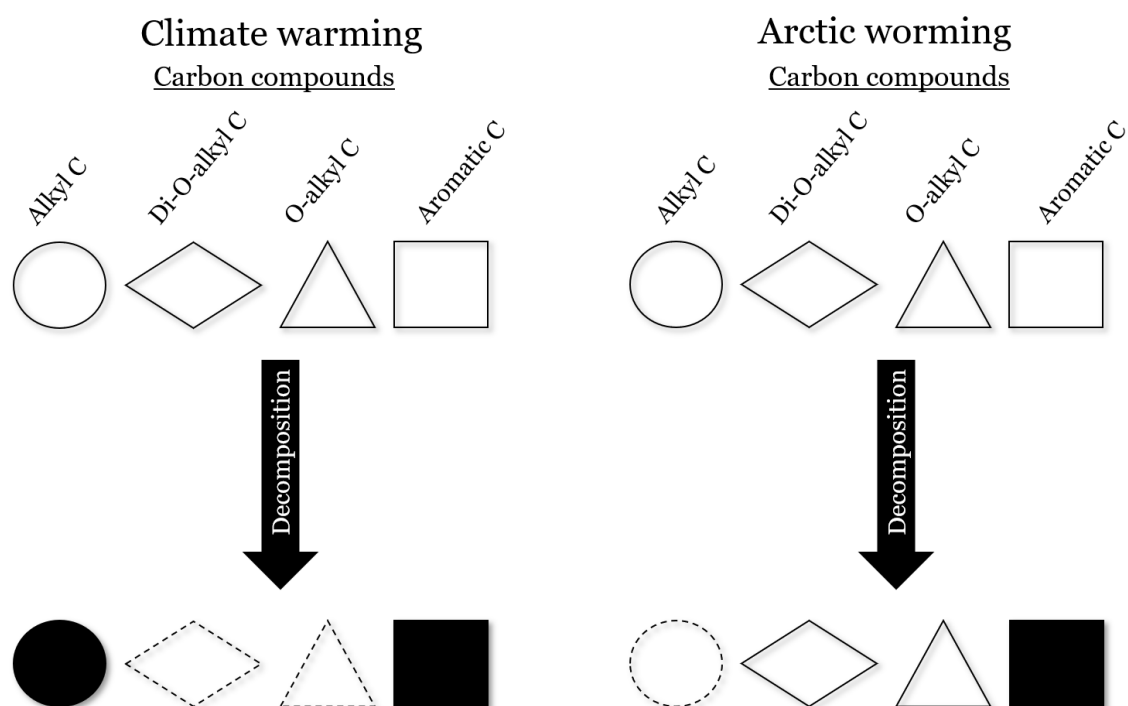 Climate warming
Carbon compounds
Alkyl C
Di-O-alkyl C
O-alkyl C
Aromatic C
Decomposition
Arctic worming
Carbon compounds
Alkyl C
Di-O-alkyl C
O-alkyl C
Aromatic C
Decomposition